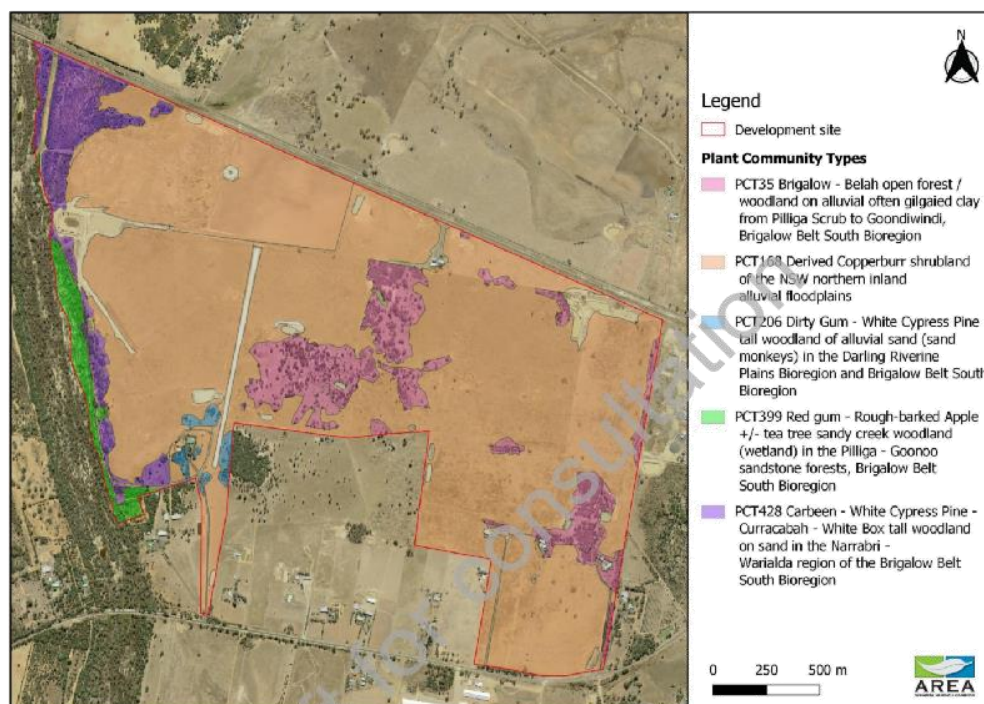 N
Legend
Development site
Plant Community Types
PCT35 Brigalow - Belah open forest /
woodland on alluvial often gilgaied clay
from Pilliga Scrub to Goondiwindi,
Brigalow Belt South Bioregion
PCT168 Derived Copperburr shrubland
of the NSW northern inland
alluvial floodplains
PCT206 Dirty Gum - White Cypress Pine
tall woodland of alluvial sand (sand
monkeys) in the Darling Riverine
Plains Bioregion and Brigalow Belt South
Bioregion
PCT399 Red gum - Rough-barked Apple
+/- tea tree sandy creek woodland
(wetland) in the Pilliga - Goonoo
sandstone forests, Brigalow Belt
South Bioregion
PCT428 Carbeen - White Cypress Pine -
Curracabah - White Box tall woodland
on sand in the Narrabri -
Warialda region of the Brigalow Belt
South Bioregion
0 250 500 m
AREA
for consultation